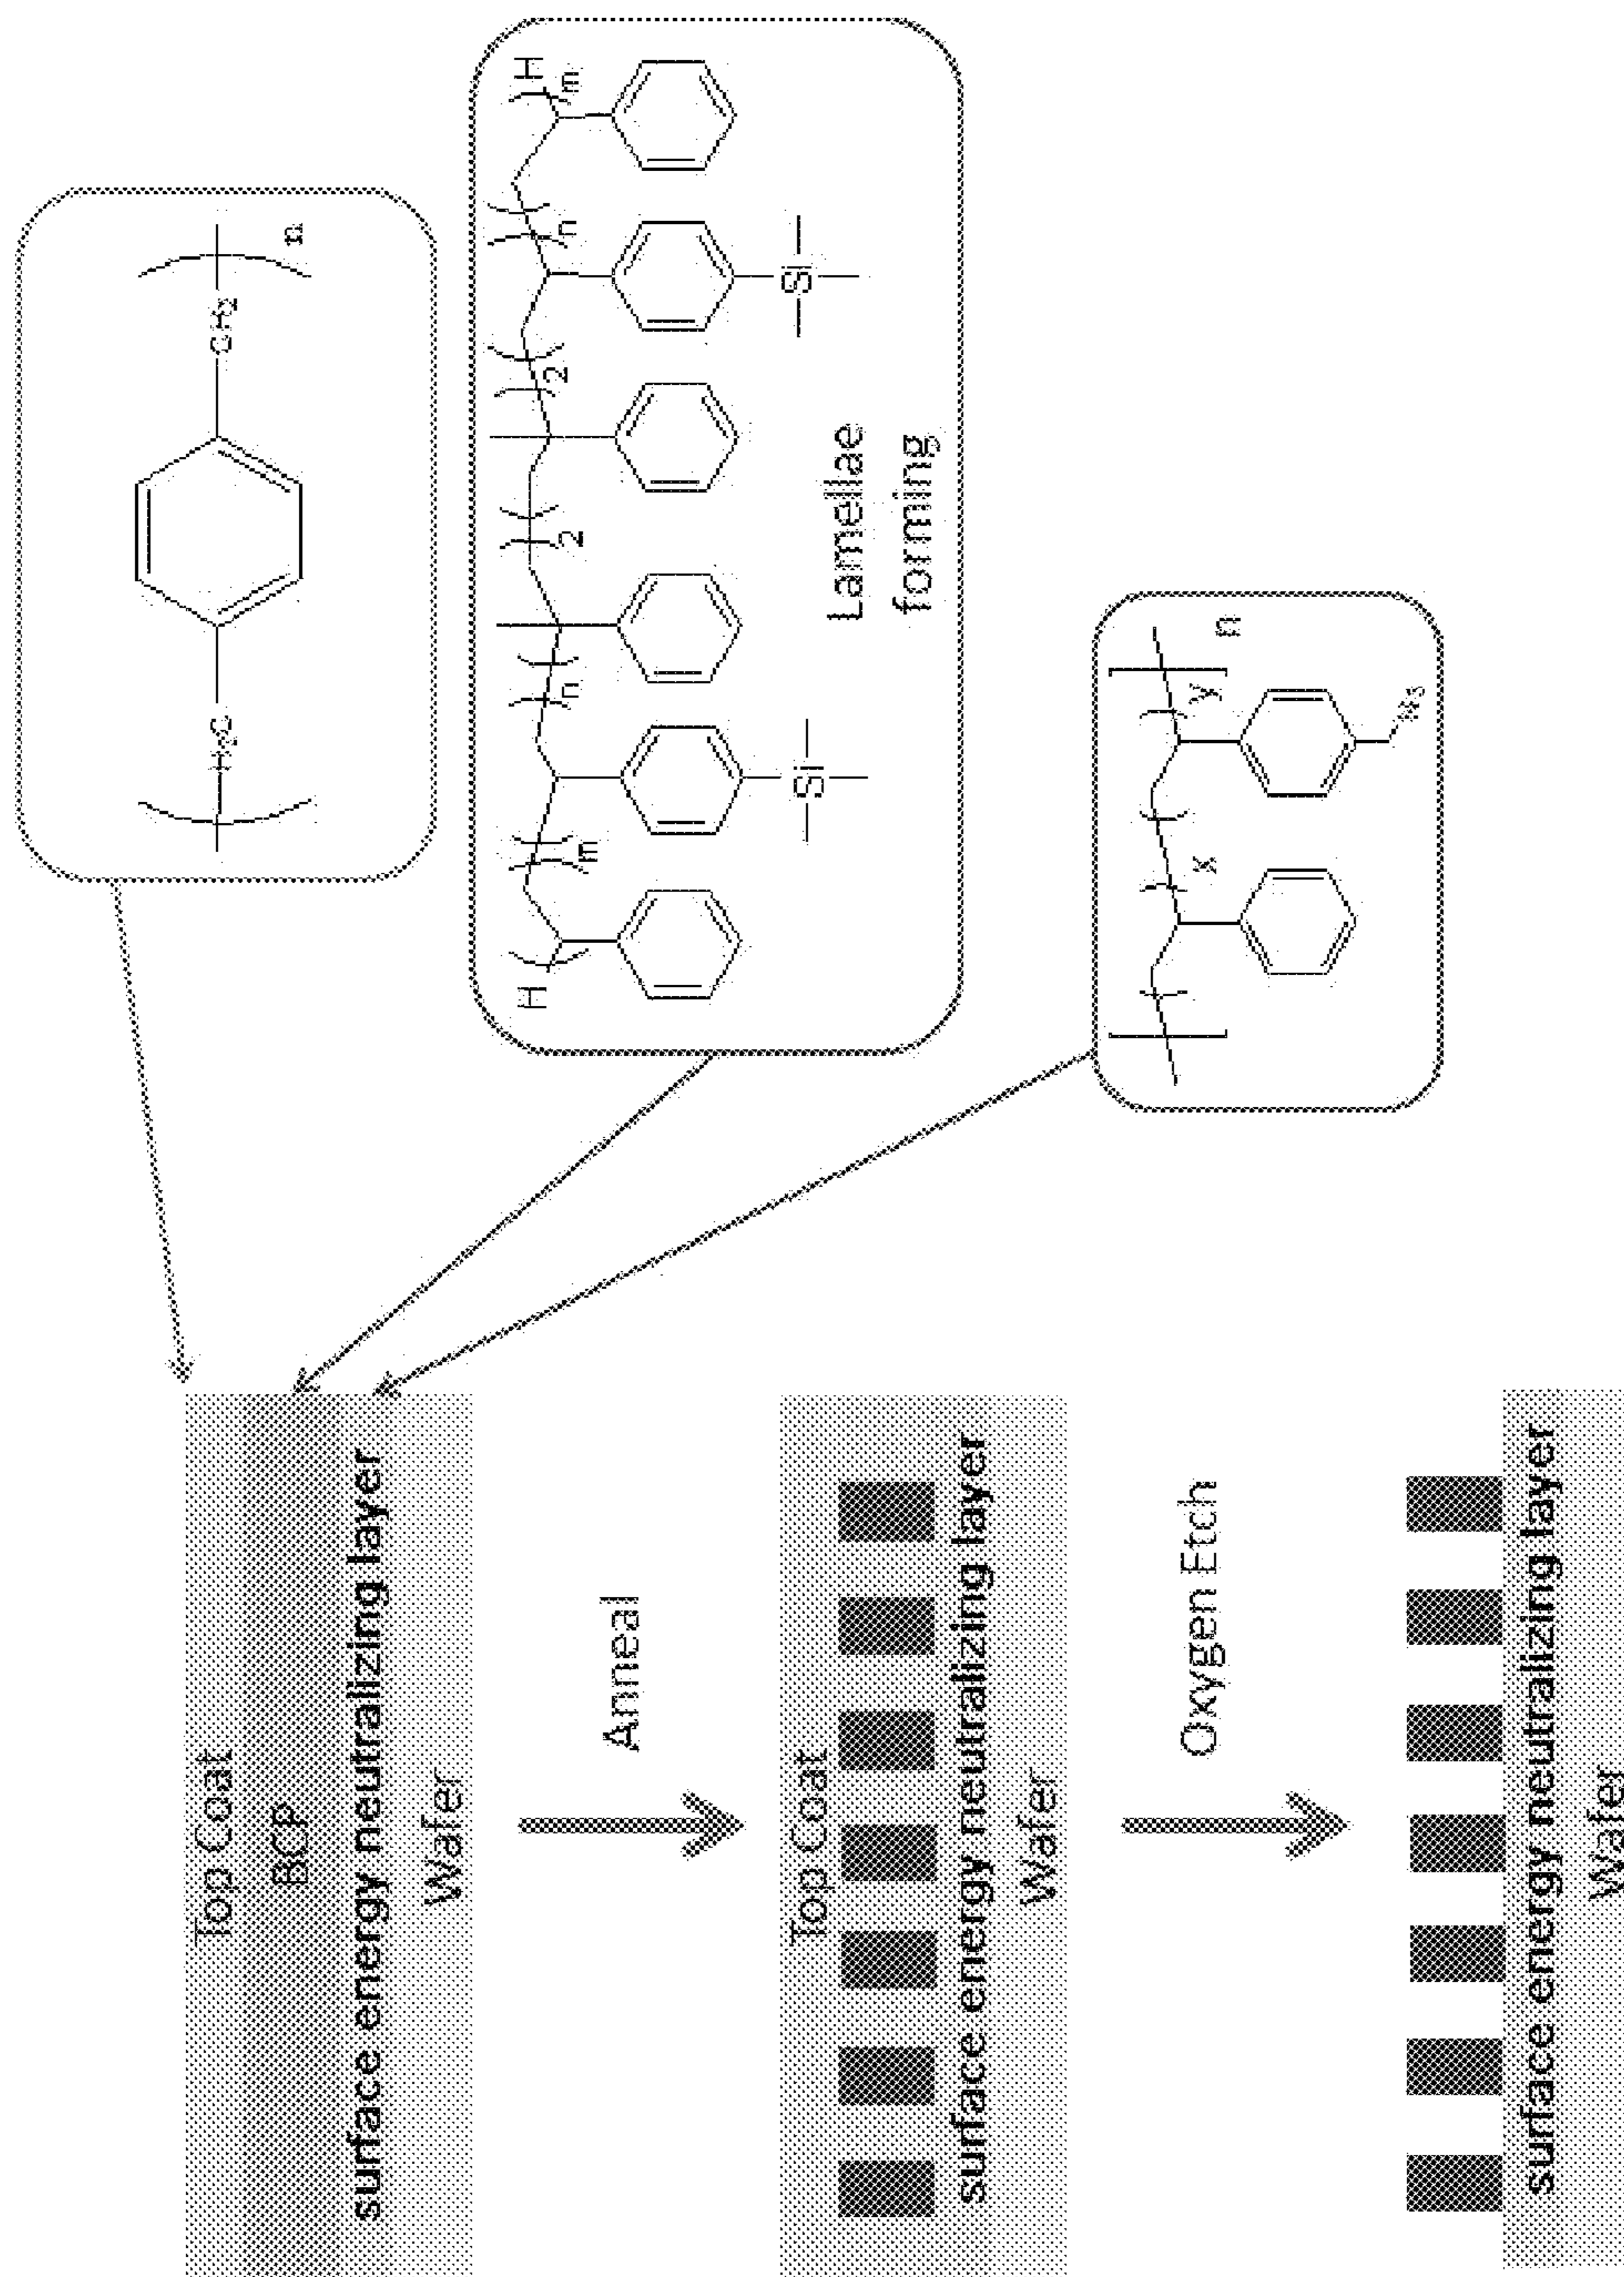 Top Coat
BCP
surface energy neutralizing layer
Wafer
Anneal
Top Coat
surface energy neutralizing layer
Wafer
Oxygen Etch
surface energy neutralizing layer
Wafer
H2C
CH2
n
H
m
n
2
2
n
m
H
Si
Si
Lamellae
forming
x
y
n
N3